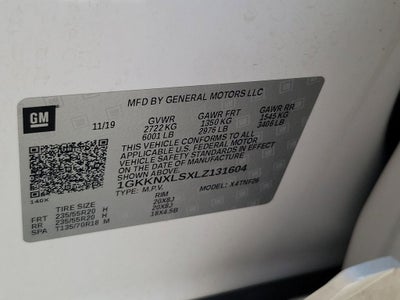 MFD BY GENERAL MOTORS LLC
GM
11/19 GVWR GAWR FRT GAWR RR
2722 KG 1350 KG 1545 KG
6001 LB 2976 LB 3406 LB
THIS VEHICLE CONFORMS TO ALL
APPLICABLE U.S. FEDERAL MOTOR
VEHICLE SAFETY STANDARDS IN EFFECT
ON THE DATE OF MANUFACTURE
SHOWN ABOVE.
1GKKNXLSXLZ131604
140X TYPE: M.P.V. MODEL: X4TNF26
TIRE SIZE RIM
FRT 235/55R20 H 20X8J
RR 235/55R20 H 20X8J
SPA T135/70R18 M 18X4.5B